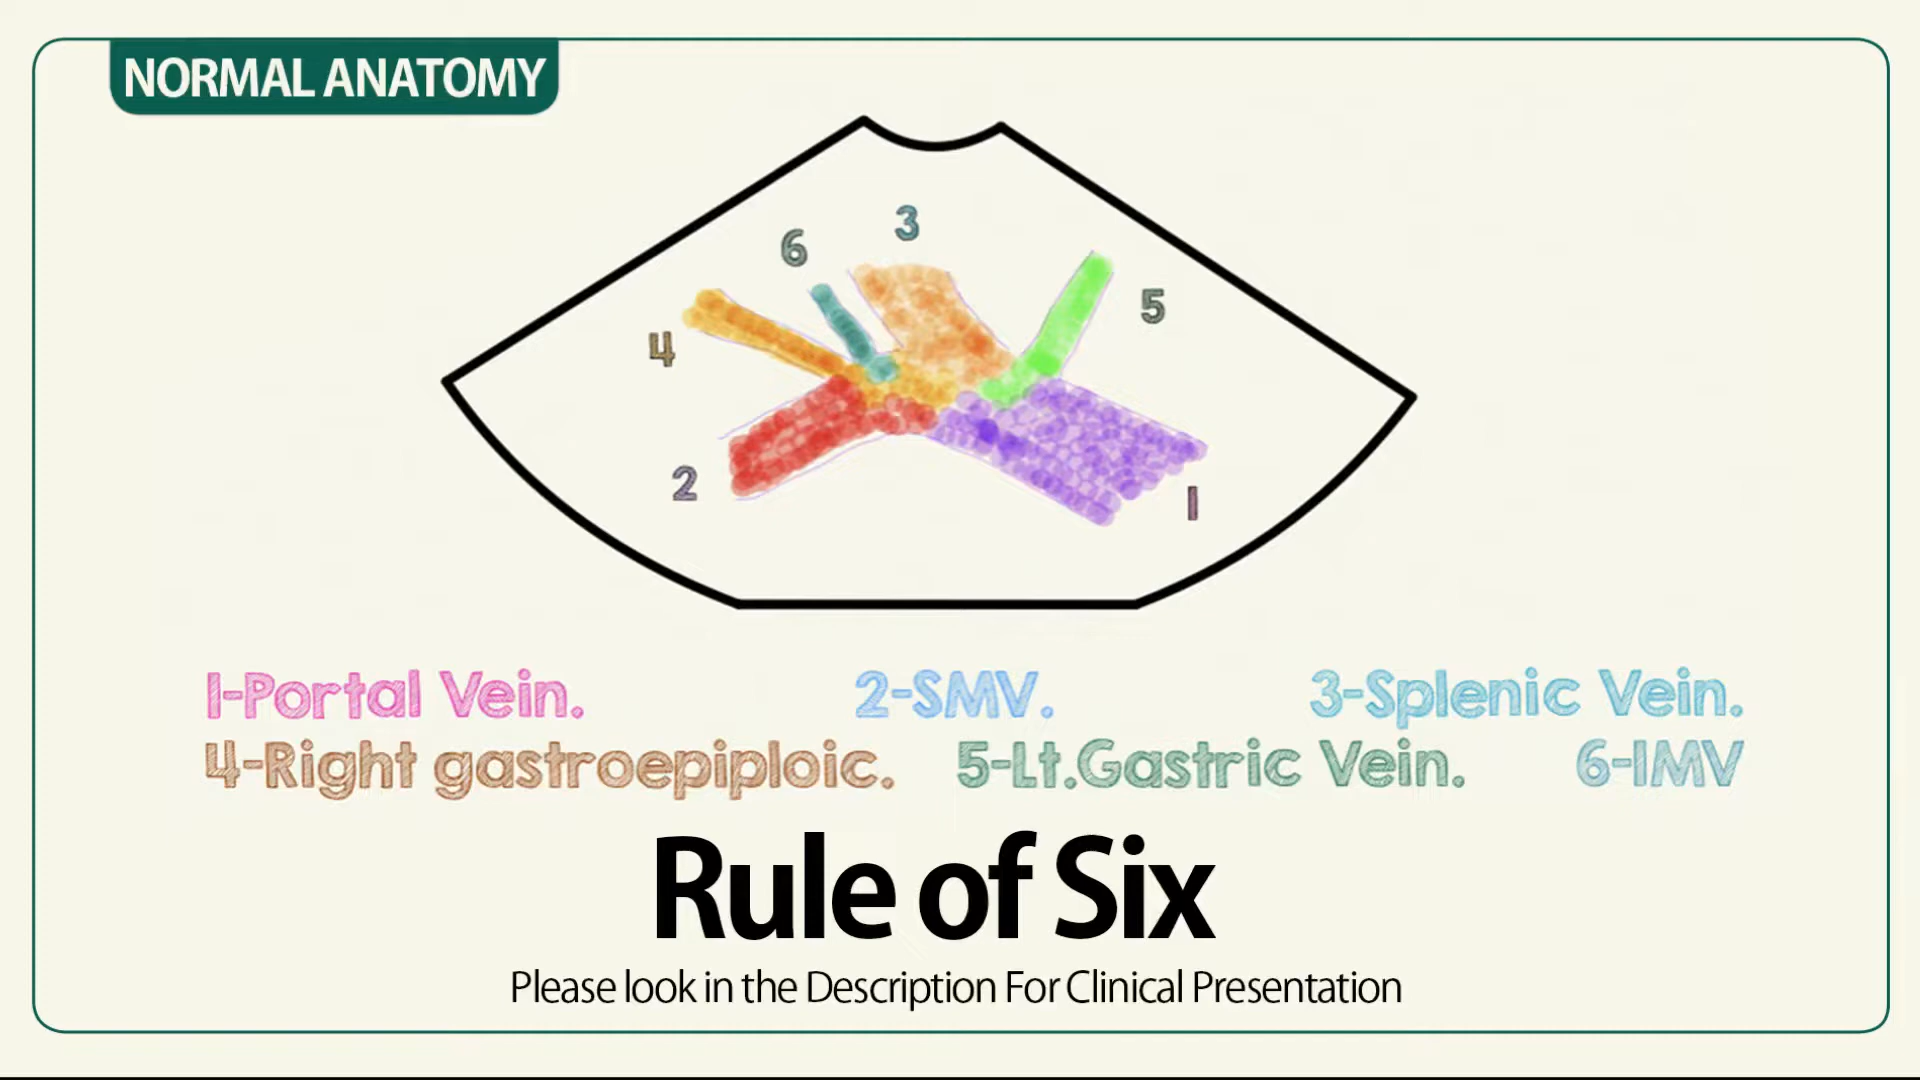 NORMAL ANATOMY
3
6
5
4
2
1
1-Portal Vein. 2-SMV. 3-Splenic Vein.
4-Right gastroepiploic. 5-Lt.Gastric Vein. 6-IMV
Rule of Six
Please look in the Description For Clinical Presentation